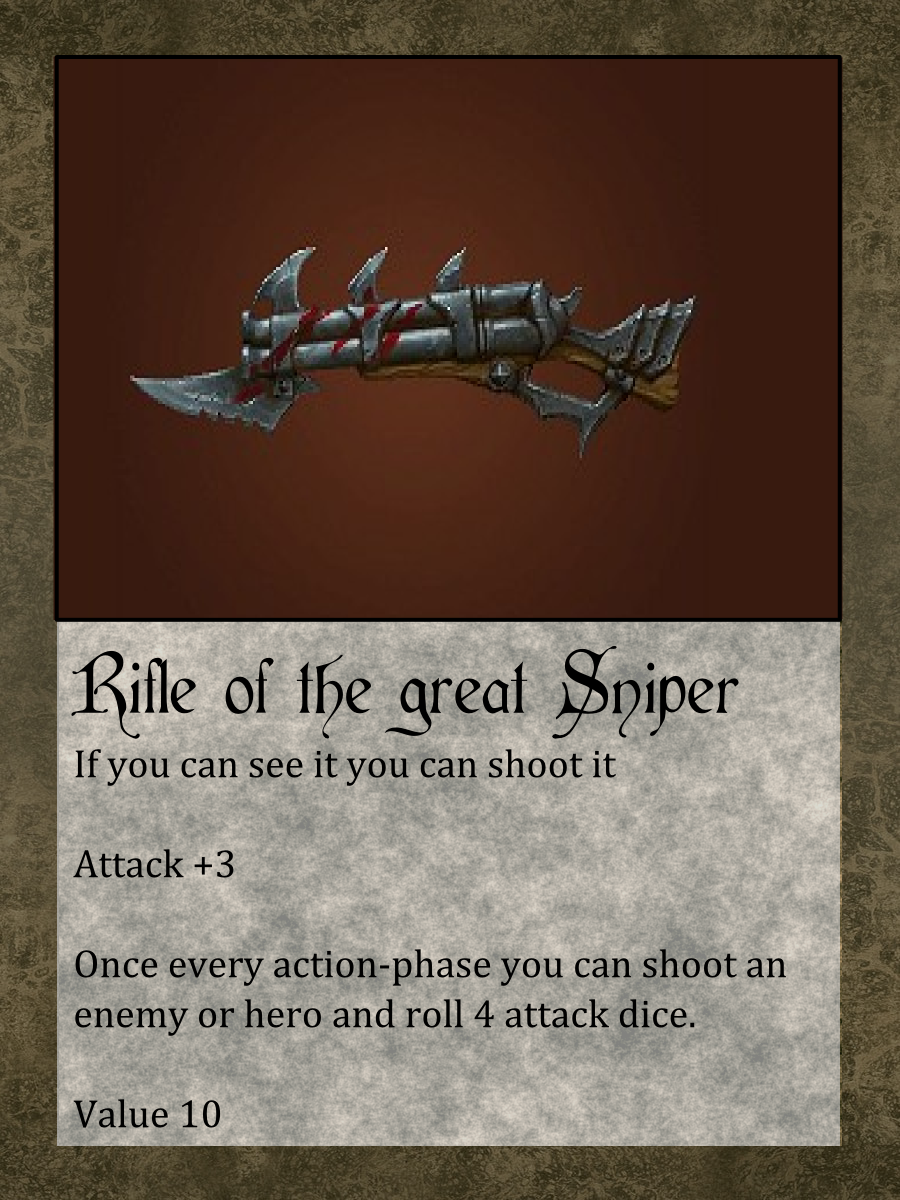 Rifle of the great Sniper
If you can see it you can shoot it
Attack +3
Once every action-phase you can shoot an
enemy or hero and roll 4 attack dice.
Value 10